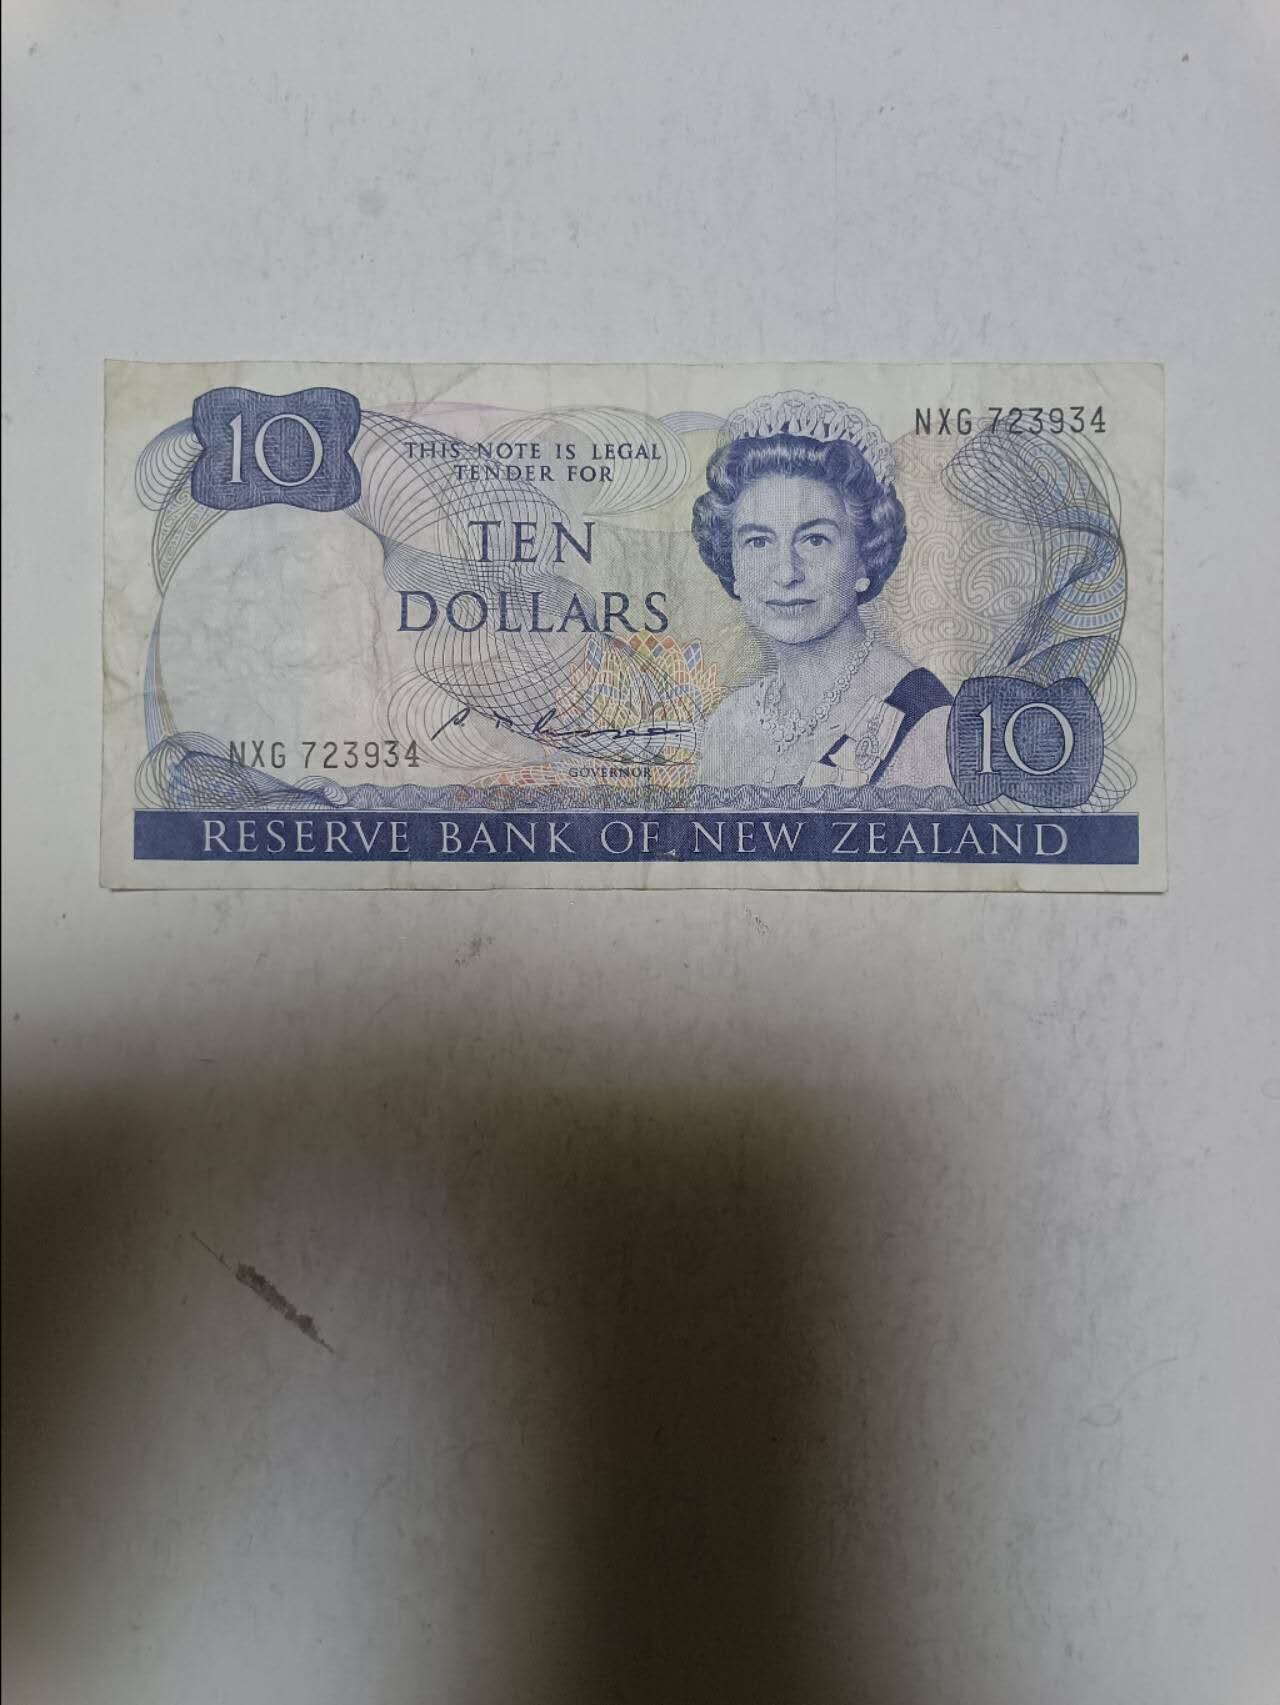 10
NXG 723934
THIS NOTE IS LEGAL
TENDER FOR
TEN
DOLLARS
NXG 723934
GOVERNOR
10
RESERVE BANK OF NEW ZEALAND